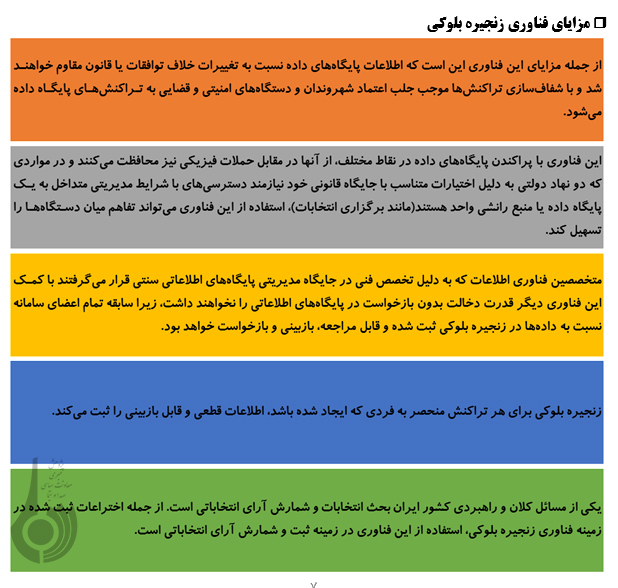 ❐ مزایای فناوری زنجیره بلوکی
از جمله مزایای این فناوری این است که اطلاعات پایگاه‌های داده نسبت به تغییرات خلاف توافقات یا قانون مقاوم خواهند
شد و با شفاف‌سازی تراکنش‌ها موجب جلب اعتماد شهروندان و دستگاه‌های امنیتی و قضایی به تراکنش‌های پایگاه داده
می‌شود.
این فناوری با پراکندن پایگاه‌های داده در نقاط مختلف، از آنها در مقابل حملات فیزیکی نیز محافظت می‌کنند و در مواردی
که دو نهاد دولتی به دلیل اختیارات متناسب با جایگاه قانونی خود نیازمند دسترسی‌های با شرایط مدیریتی متداخل به یک
پایگاه داده یا منبع رانشی واحد هستند(مانند برگزاری انتخابات)، استفاده از این فناوری می‌تواند تفاهم میان دستگاه‌ها را
تسهیل کند.
متخصصین فناوری اطلاعات که به دلیل تخصص فنی در جایگاه مدیریتی پایگاه‌های اطلاعاتی سنتی قرار می‌گرفتند با کمک
این فناوری دیگر قدرت دخالت بدون بازخواست در پایگاه‌های اطلاعاتی را نخواهند داشت، زیرا سابقه تمام اعضای سامانه
نسبت به داده‌ها در زنجیره بلوکی ثبت شده و قابل مراجعه، بازبینی و بازخواست خواهد بود.
زنجیره بلوکی برای هر تراکنش منحصر به فردی که ایجاد شده باشد، اطلاعات قطعی و قابل بازبینی را ثبت می‌کند.
یکی از مسائل کلان و راهبردی کشور ایران بحث انتخابات و شمارش آرای انتخاباتی است. از جمله اختراعات ثبت شده در
زمینه فناوری زنجیره بلوکی، استفاده از این فناوری در زمینه ثبت و شمارش آرای انتخاباتی است.
۷